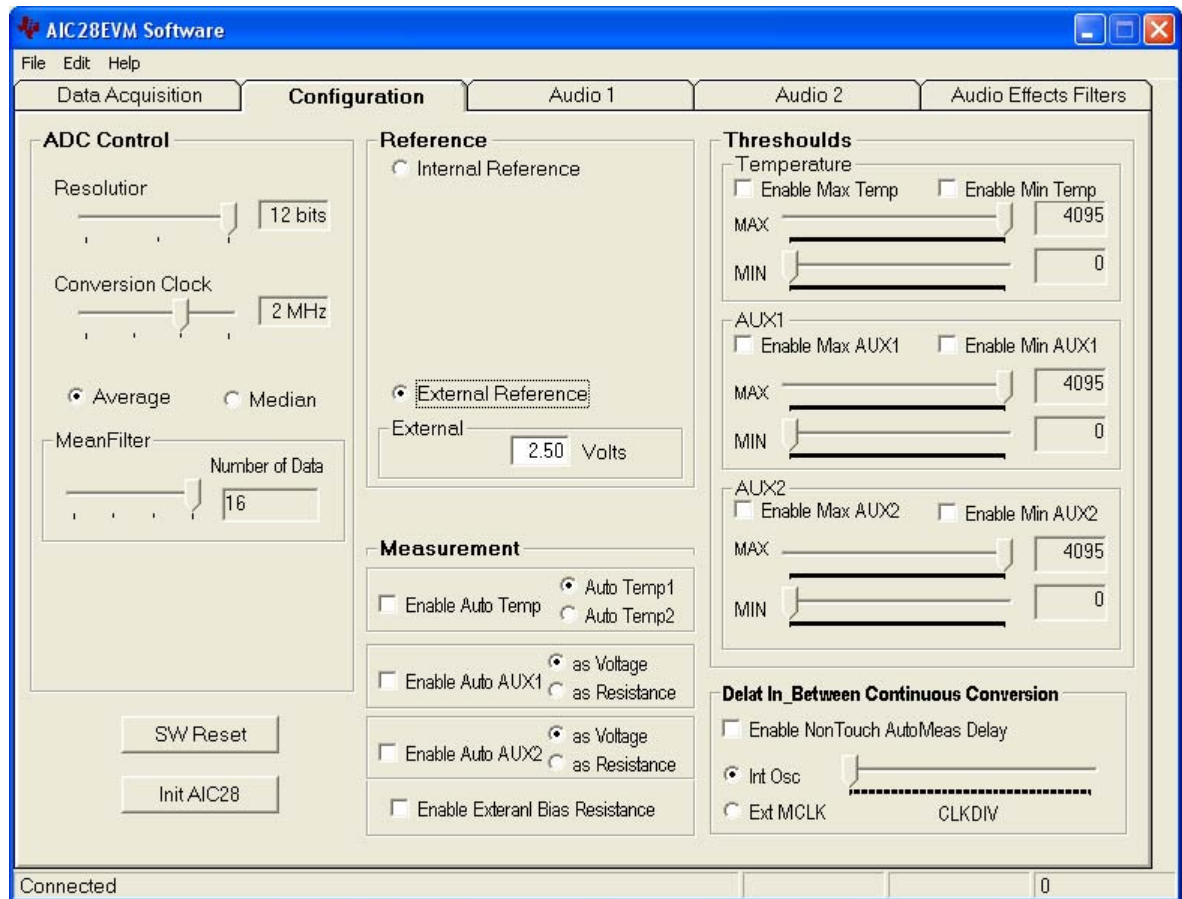 AIC28EVM Software
File Edit Help
Data Acquisition
Configuration
Audio 1
Audio 2
Audio Effects Filters
ADC Control
Resolutior
12 bits
Conversion Clock
2 MHz
Average
Median
MeanFilter
Number of Data
16
SW Reset
Init AIC28
Reference
Internal Reference
External Reference
External
2.50 Volts
Measurement
Enable Auto Temp
Auto Temp1
Auto Temp2
Enable Auto AUX1
as Voltage
as Resistance
Enable Auto AUX2
as Voltage
as Resistance
Enable Exteranl Bias Resistance
Threshoulds
Temperature
Enable Max Temp
Enable Min Temp
MAX
4095
MIN
0
AUX1
Enable Max AUX1
Enable Min AUX1
MAX
4095
MIN
0
AUX2
Enable Max AUX2
Enable Min AUX2
MAX
4095
MIN
0
Delat In_Between Continuous Conversion
Enable NonTouch AutoMeas Delay
Int Osc
Ext MCLK
CLKDIV
Connected
0